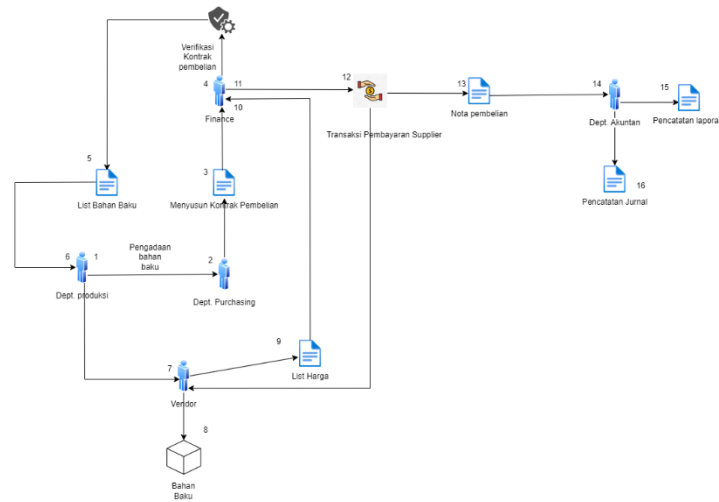 Verifikasi
Kontrak
pembelian
4
11
12
13
14
15
10
Finance
Transaksi Pembayaran Supplier
Nota pembelian
Dept. Akuntan
Pencatatan lapora
5
3
16
List Bahan Baku
Menyusun Kontrak Pembelian
Pencatatan Jurnal
Pengadaan
bahan
baku
6
1
2
Dept. produksi
Dept. Purchasing
9
7
List Harga
Vendor
8
Bahan
Baku